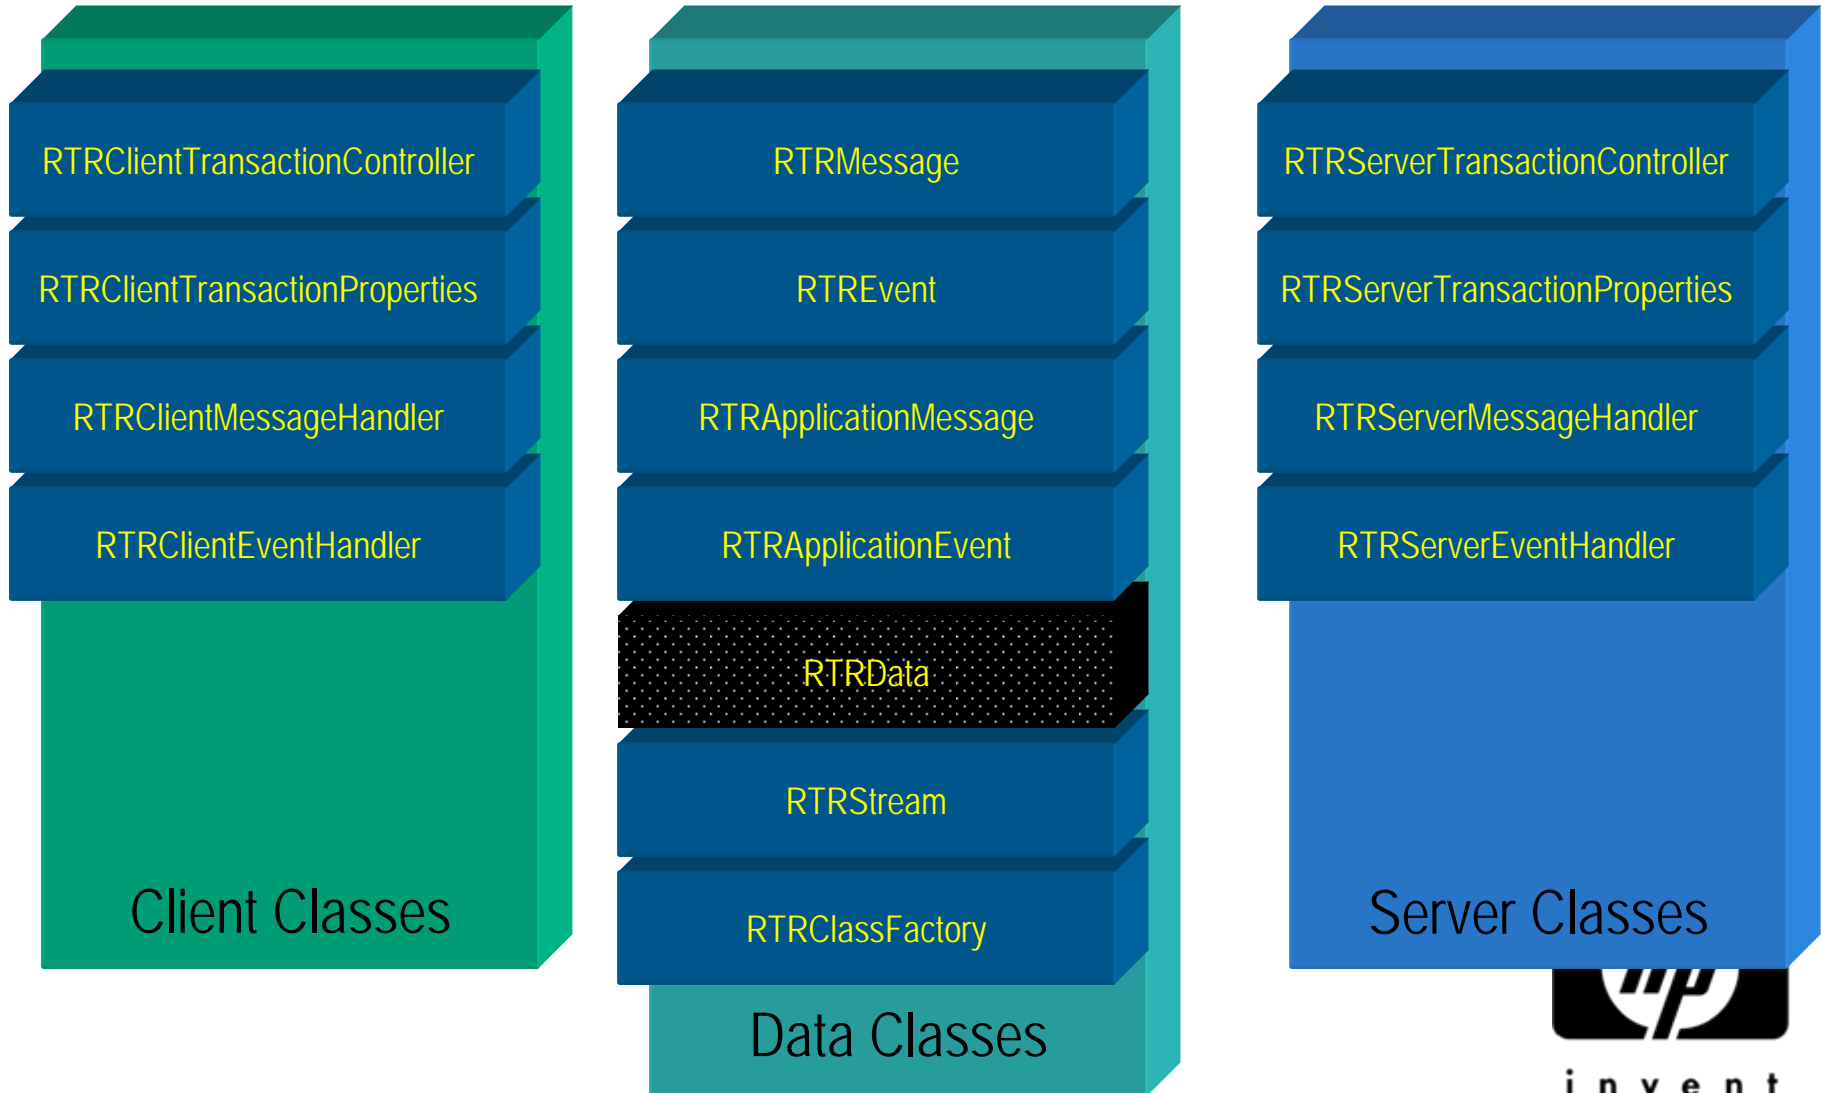 RTRClientTransactionController
RTRClientTransactionProperties
RTRClientMessageHandler
RTRClientEventHandler
Client Classes
RTRMessage
RTREvent
RTRApplicationMessage
RTRApplicationEvent
RTRData
RTRStream
RTRClassFactory
Data Classes
RTRServerTransactionController
RTRServerTransactionProperties
RTRServerMessageHandler
RTRServerEventHandler
Server Classes
hp
invent